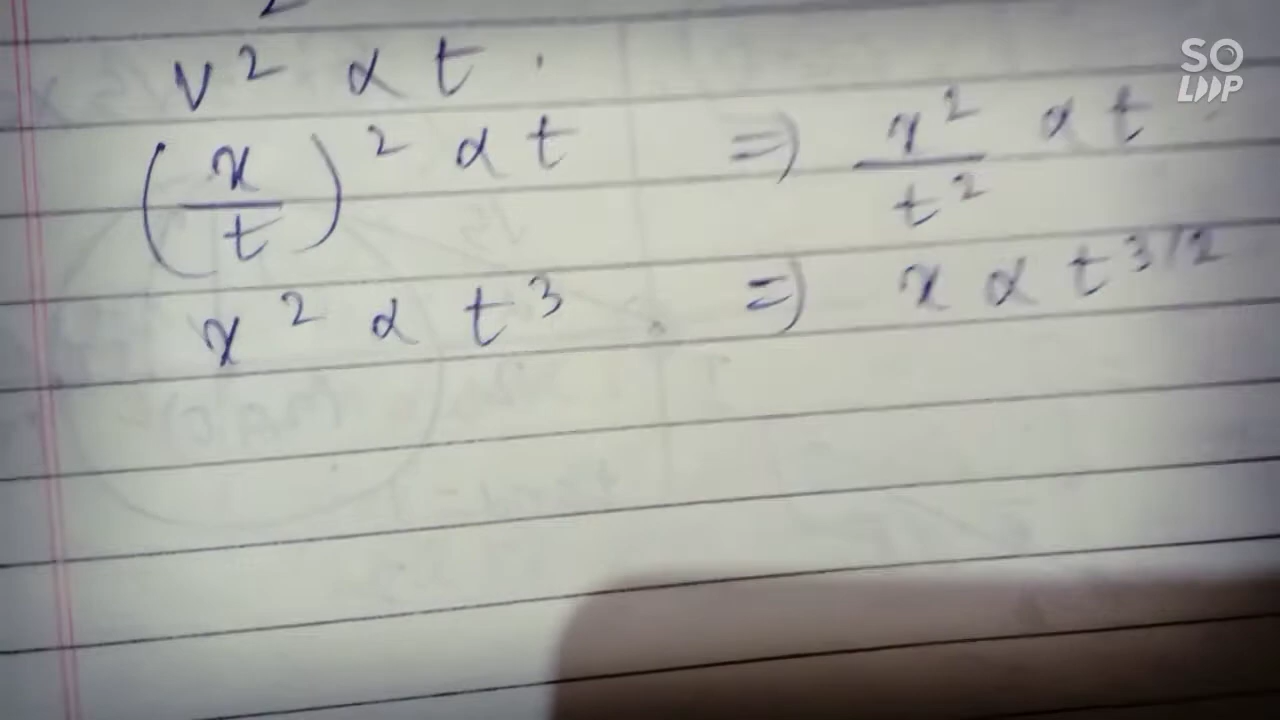 v² α t .
(x/t)² α t ⇒ x²/t² α t
x² α t³ . ⇒ x α t^3/2
SO
LOOP